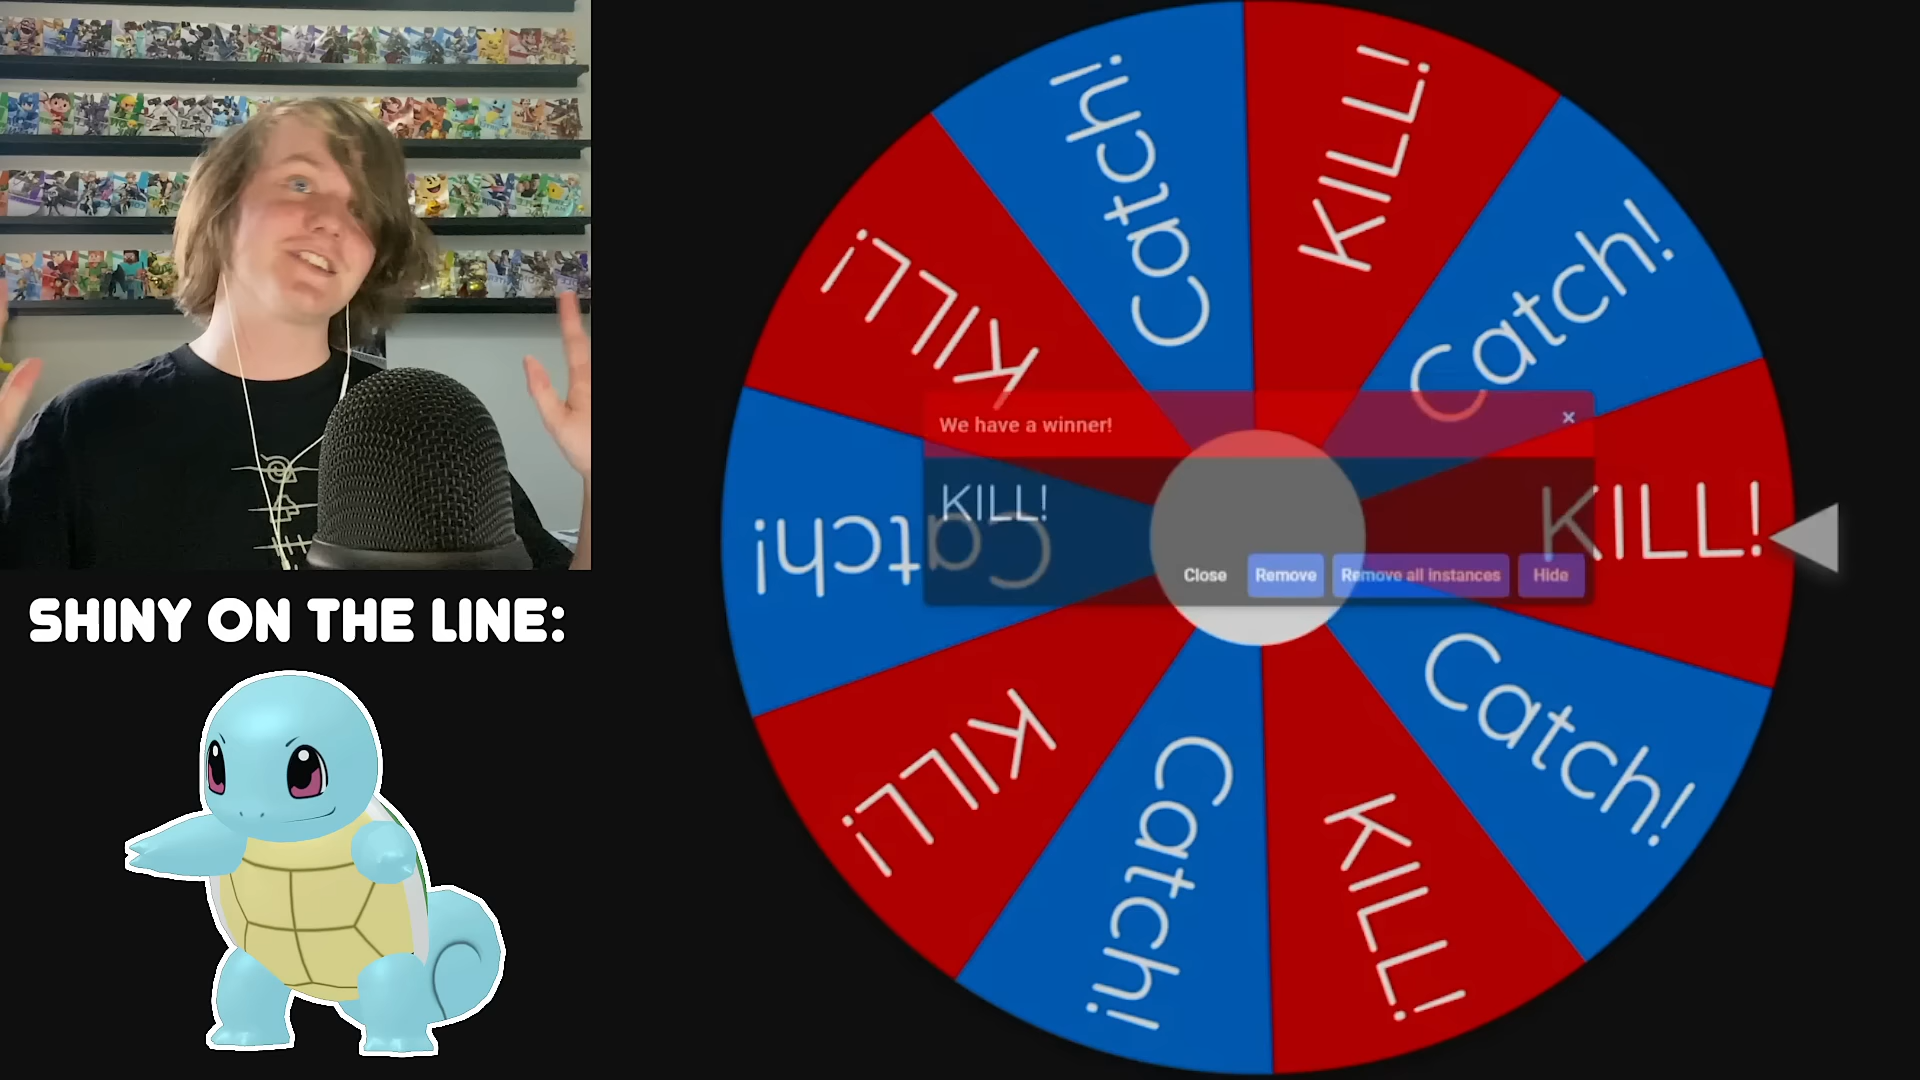 SHINY ON THE LINE:
Catch!
KILL!
Catch!
KILL!
Catch!
KILL!
Catch!
KILL!
Catch!
KILL!
We have a winner!
×
KILL!
Close
Remove
Remove all instances
Hide